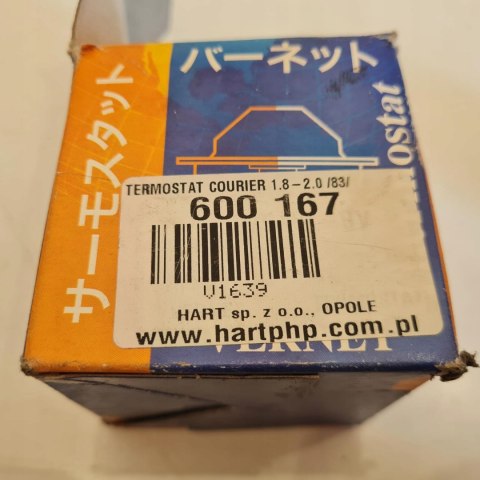 バーネット
サーモスタット
ostat
TERMOSTAT COURIER 1.8-2.0 /83/
600 167
V1639
HART sp. z o.o., OPOLE
www.hartphp.com.pl
VERNET